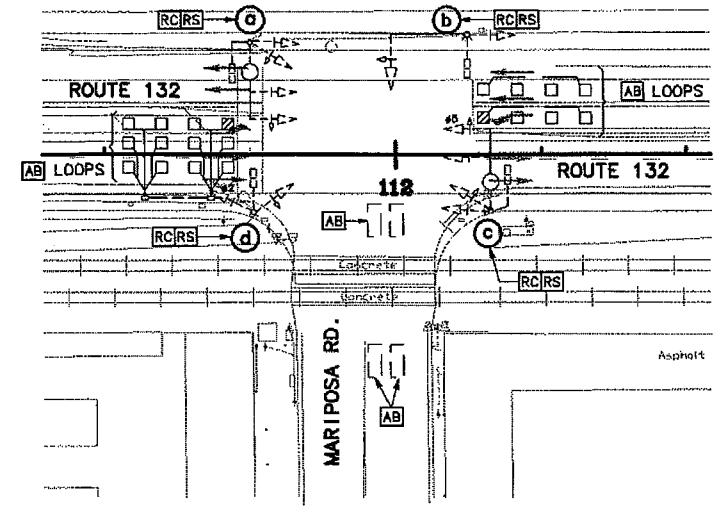 RC RS
a
b
RC RS
ROUTE 132
AB LOOPS
AB LOOPS
ROUTE 132
112
AB
RC RS
d
c
RC RS
Concrete
Concrete
MARIPOSA RD.
AB
Asphalt